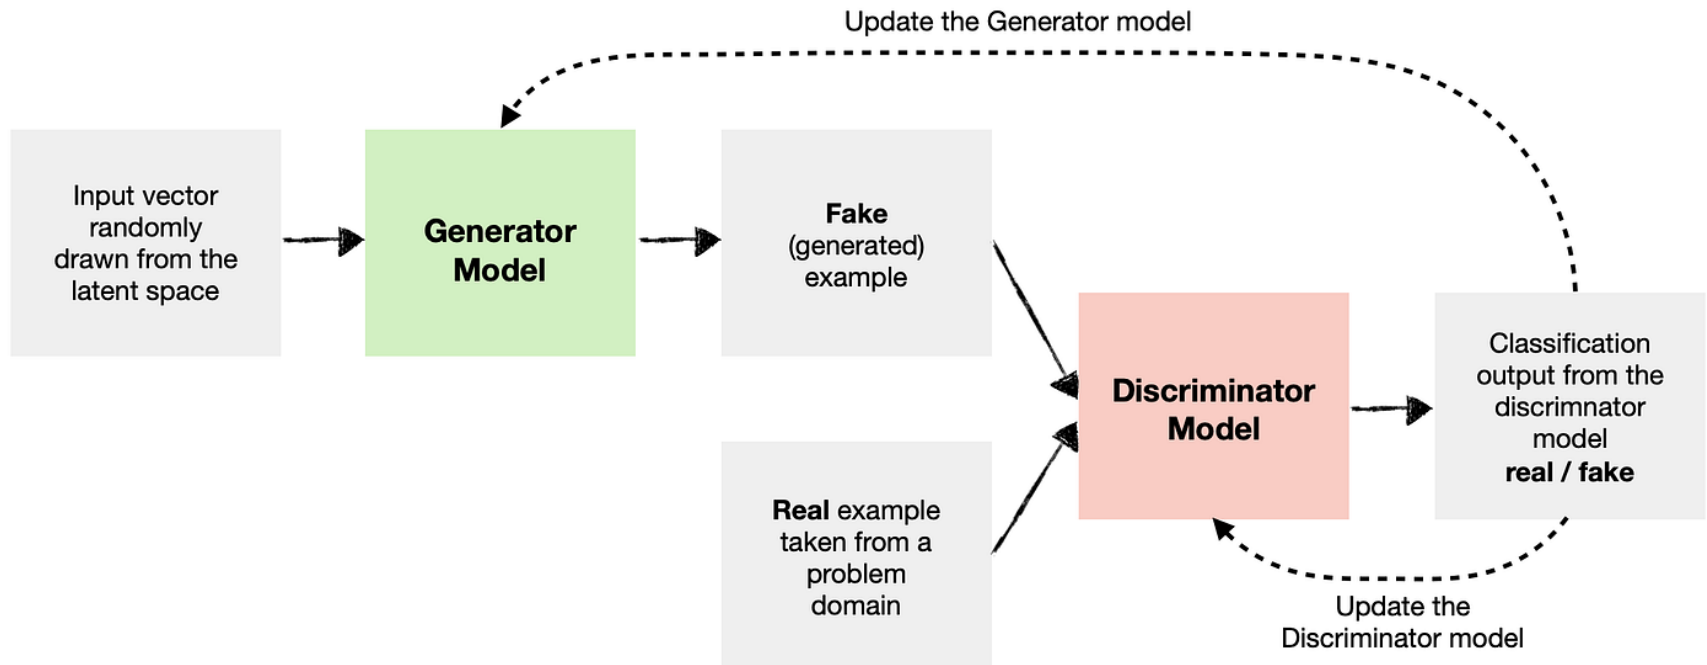 Update the Generator model
Input vector
randomly
drawn from the
latent space
Generator
Model
Fake
(generated)
example
Real example
taken from a
problem
domain
Discriminator
Model
Classification
output from the
discrimnator
model
real / fake
Update the
Discriminator model